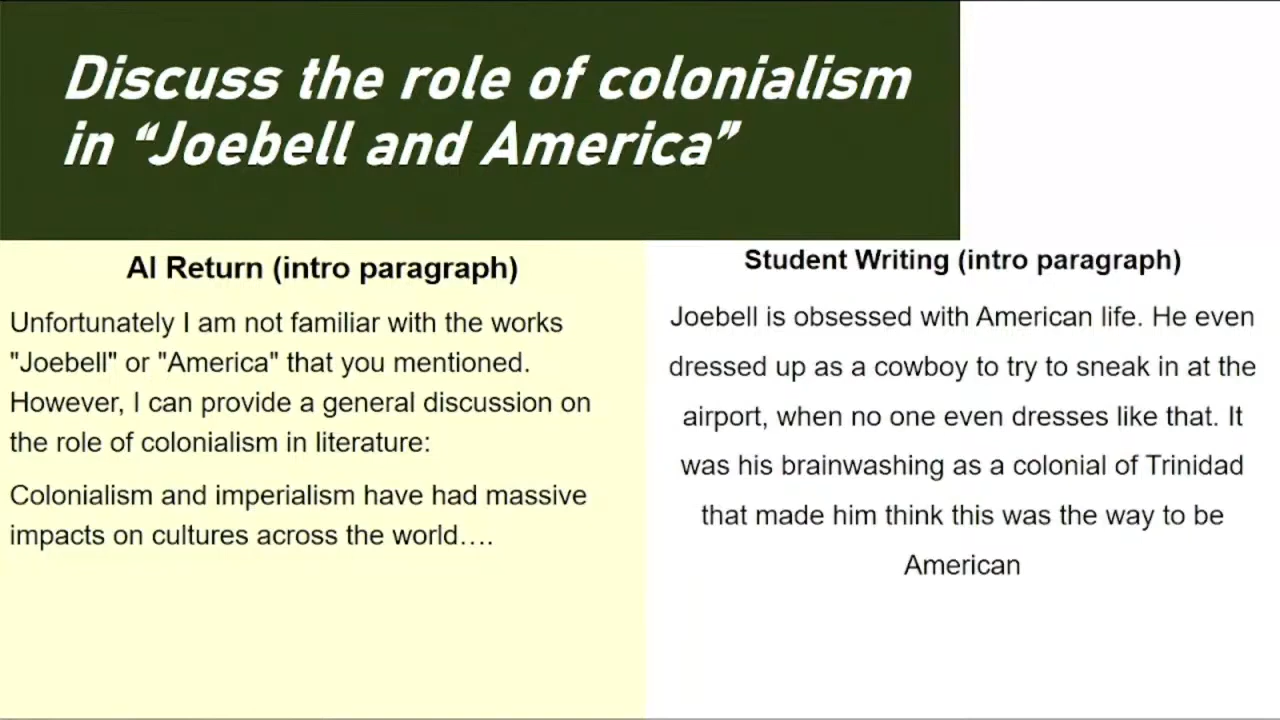 Discuss the role of colonialism
in “Joebell and America”
AI Return (intro paragraph)
Unfortunately I am not familiar with the works
"Joebell" or "America" that you mentioned.
However, I can provide a general discussion on
the role of colonialism in literature:
Colonialism and imperialism have had massive
impacts on cultures across the world….
Student Writing (intro paragraph)
Joebell is obsessed with American life. He even
dressed up as a cowboy to try to sneak in at the
airport, when no one even dresses like that. It
was his brainwashing as a colonial of Trinidad
that made him think this was the way to be
American